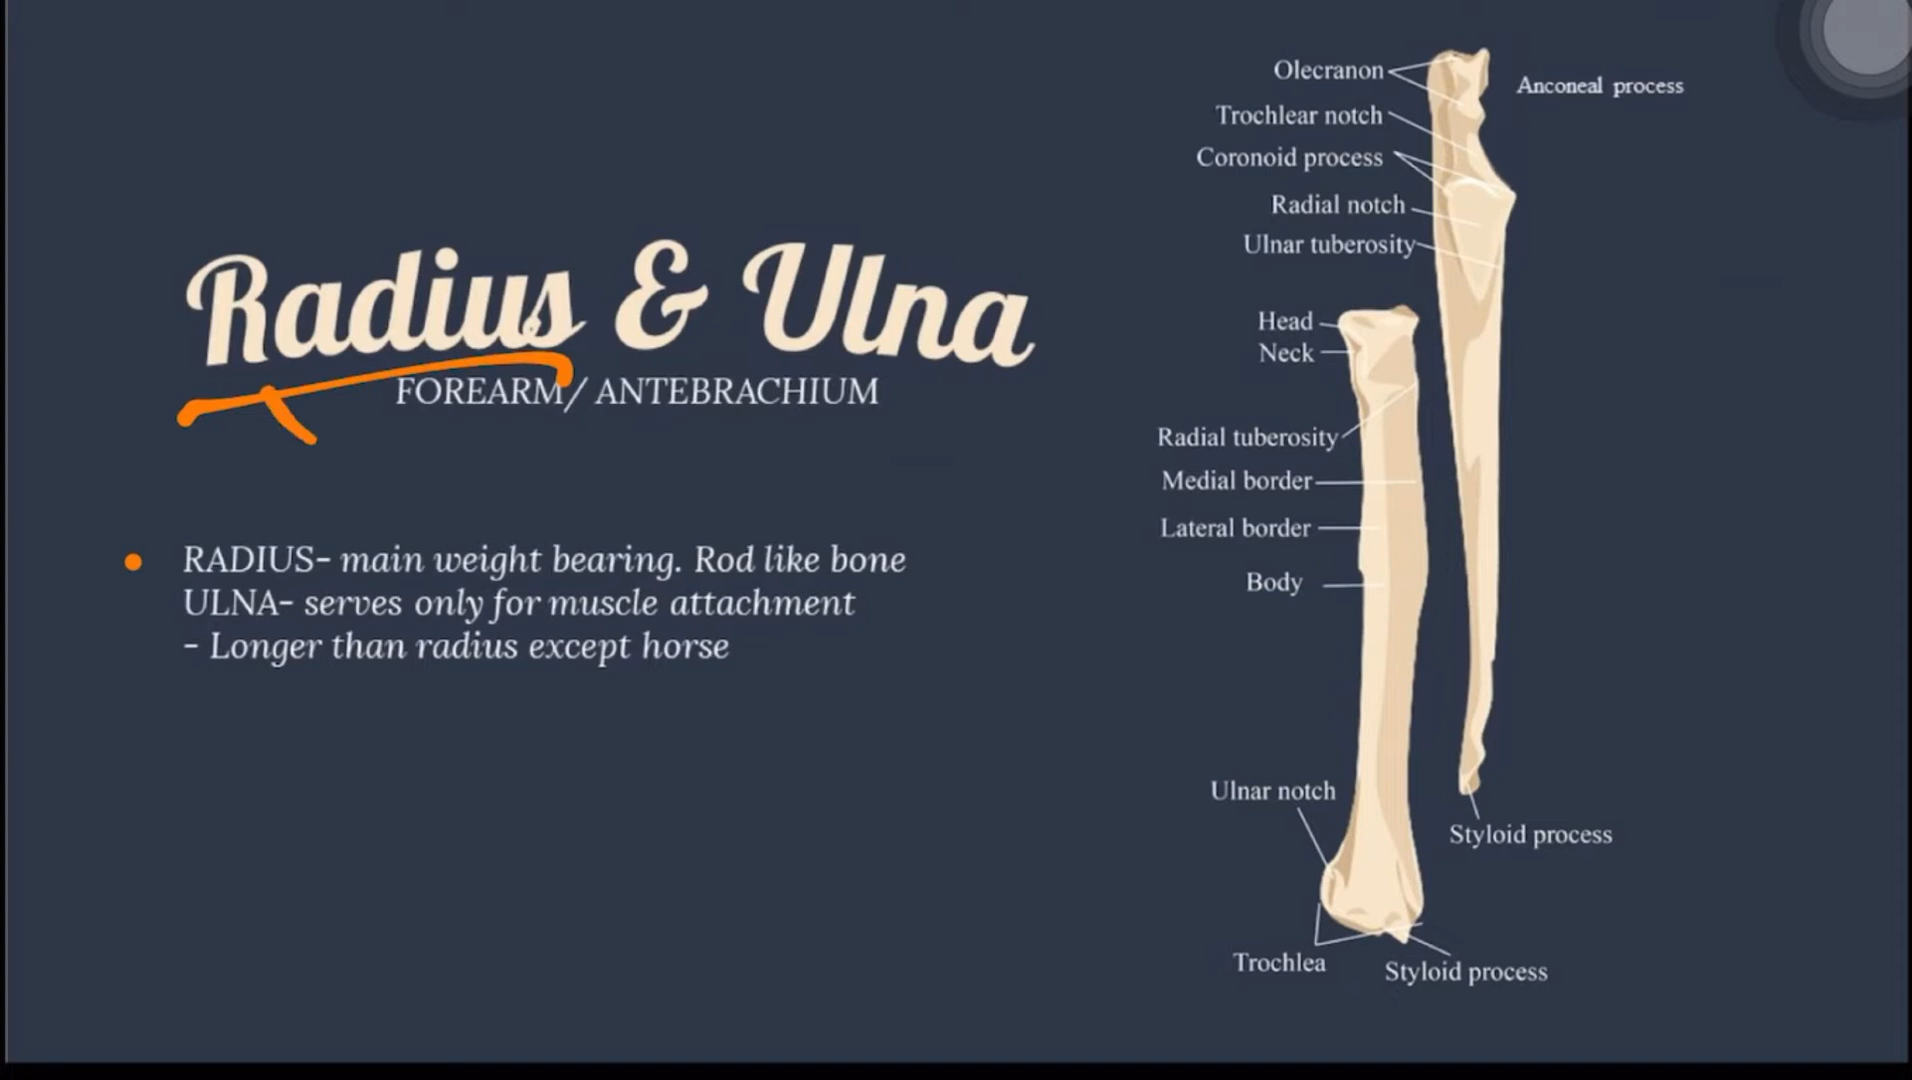 Radius & Ulna
FOREARM/ ANTEBRACHIUM
RADIUS- main weight bearing. Rod like bone
ULNA- serves only for muscle attachment
- Longer than radius except horse
Olecranon
Anconeal process
Trochlear notch
Coronoid process
Radial notch
Ulnar tuberosity
Head
Neck
Radial tuberosity
Medial border
Lateral border
Body
Ulnar notch
Styloid process
Trochlea
Styloid process